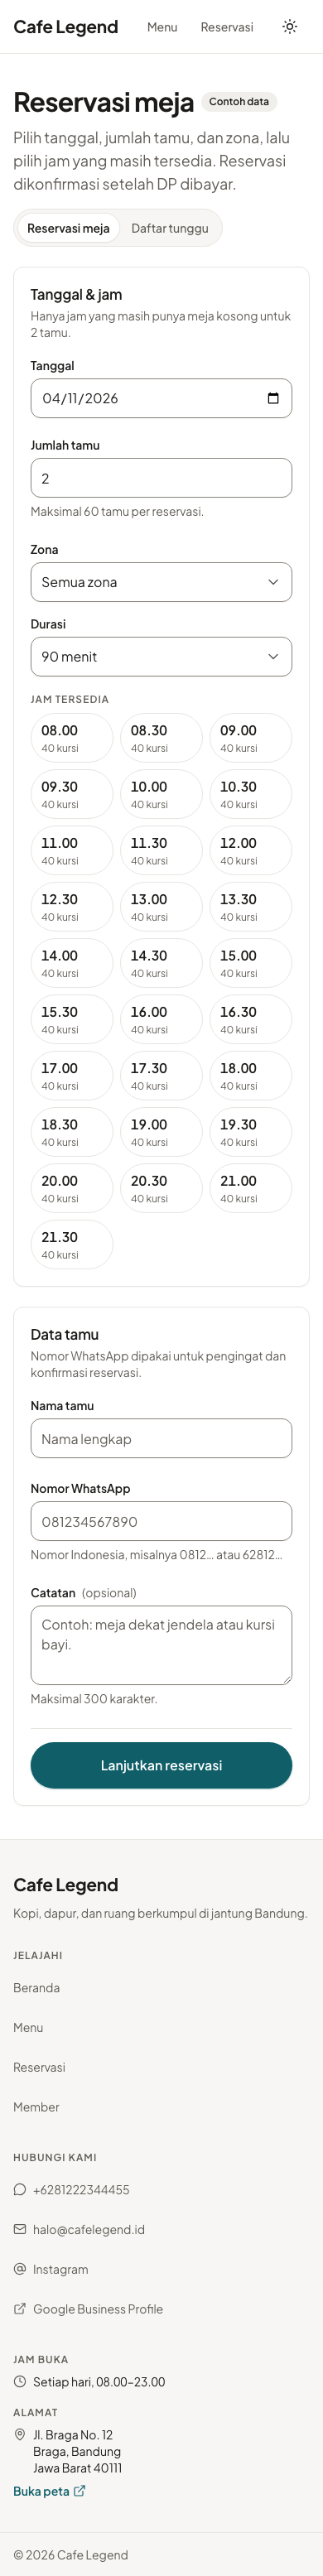 Cafe Legend Menu Reservasi
Reservasi meja Contoh data
Pilih tanggal, jumlah tamu, dan zona, lalu
pilih jam yang masih tersedia. Reservasi
dikonfirmasi setelah DP dibayar.
Reservasi meja Daftar tunggu
Tanggal & jam
Hanya jam yang masih punya meja kosong untuk
2 tamu.
Tanggal
04/11/2026
Jumlah tamu
2
Maksimal 60 tamu per reservasi.
Zona
Semua zona
Durasi
90 menit
JAM TERSEDIA
08.00 08.30 09.00
40 kursi 40 kursi 40 kursi
09.30 10.00 10.30
40 kursi 40 kursi 40 kursi
11.00 11.30 12.00
40 kursi 40 kursi 40 kursi
12.30 13.00 13.30
40 kursi 40 kursi 40 kursi
14.00 14.30 15.00
40 kursi 40 kursi 40 kursi
15.30 16.00 16.30
40 kursi 40 kursi 40 kursi
17.00 17.30 18.00
40 kursi 40 kursi 40 kursi
18.30 19.00 19.30
40 kursi 40 kursi 40 kursi
20.00 20.30 21.00
40 kursi 40 kursi 40 kursi
21.30
40 kursi
Data tamu
Nomor WhatsApp dipakai untuk pengingat dan
konfirmasi reservasi.
Nama tamu
Nama lengkap
Nomor WhatsApp
081234567890
Nomor Indonesia, misalnya 0812… atau 62812…
Catatan (opsional)
Contoh: meja dekat jendela atau kursi
bayi.
Maksimal 300 karakter.
Lanjutkan reservasi
Cafe Legend
Kopi, dapur, dan ruang berkumpul di jantung Bandung.
JELAJAHI
Beranda
Menu
Reservasi
Member
HUBUNGI KAMI
+6281222344455
halo@cafelegend.id
Instagram
Google Business Profile
JAM BUKA
Setiap hari, 08.00–23.00
ALAMAT
Jl. Braga No. 12
Braga, Bandung
Jawa Barat 40111
Buka peta
© 2026 Cafe Legend